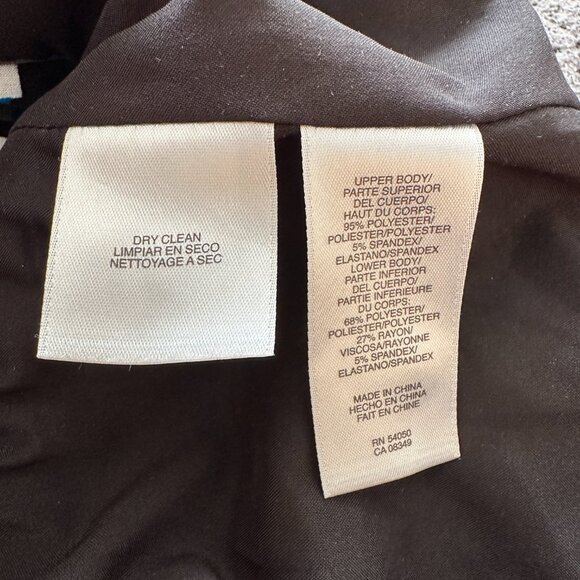 DRY CLEAN
LIMPIAR EN SECO
NETTOYAGE A SEC
UPPER BODY/
PARTE SUPERIOR
DEL CUERPO/
HAUT DU CORPS:
95% POLYESTER/
POLIESTER/POLYESTER
5% SPANDEX/
ELASTANO/SPANDEX
LOWER BODY/
PARTE INFERIOR
DEL CUERPO/
PARTIE INFERIEURE
DU CORPS:
68% POLYESTER/
POLIESTER/POLYESTER
27% RAYON/
VISCOSA/RAYONNE
5% SPANDEX/
ELASTANO/SPANDEX
MADE IN CHINA
HECHO EN CHINA
FAIT EN CHINE
RN 54050
CA 08349